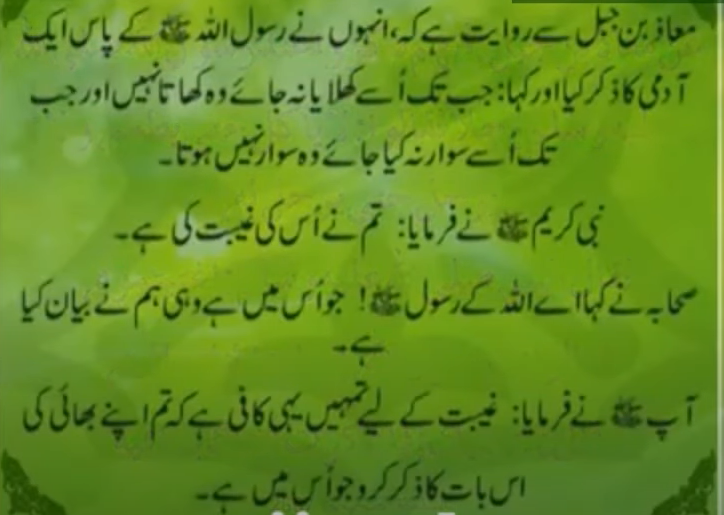 معاذ بن جبل سے روایت ہے کہ، انہوں نے رسول اللہ ﷺ کے پاس ایک
آدمی کا ذکر کیا اور کہا: جب تک اُسے کھلایا نہ جائے وہ کھاتا نہیں اور جب
تک اُسے سوار نہ کیا جائے وہ سوار نہیں ہوتا۔
نبی کریم ﷺ نے فرمایا: تم نے اُس کی غیبت کی ہے۔
صحابہ نے کہا اے اللہ کے رسول ﷺ! جو اُس میں ہے وہی ہم نے بیان کیا
ہے۔
آپ ﷺ نے فرمایا: غیبت کے لیے تمہیں یہی کافی ہے کہ تم اپنے بھائی کی
اس بات کا ذکر کرو جو اُس میں ہے۔